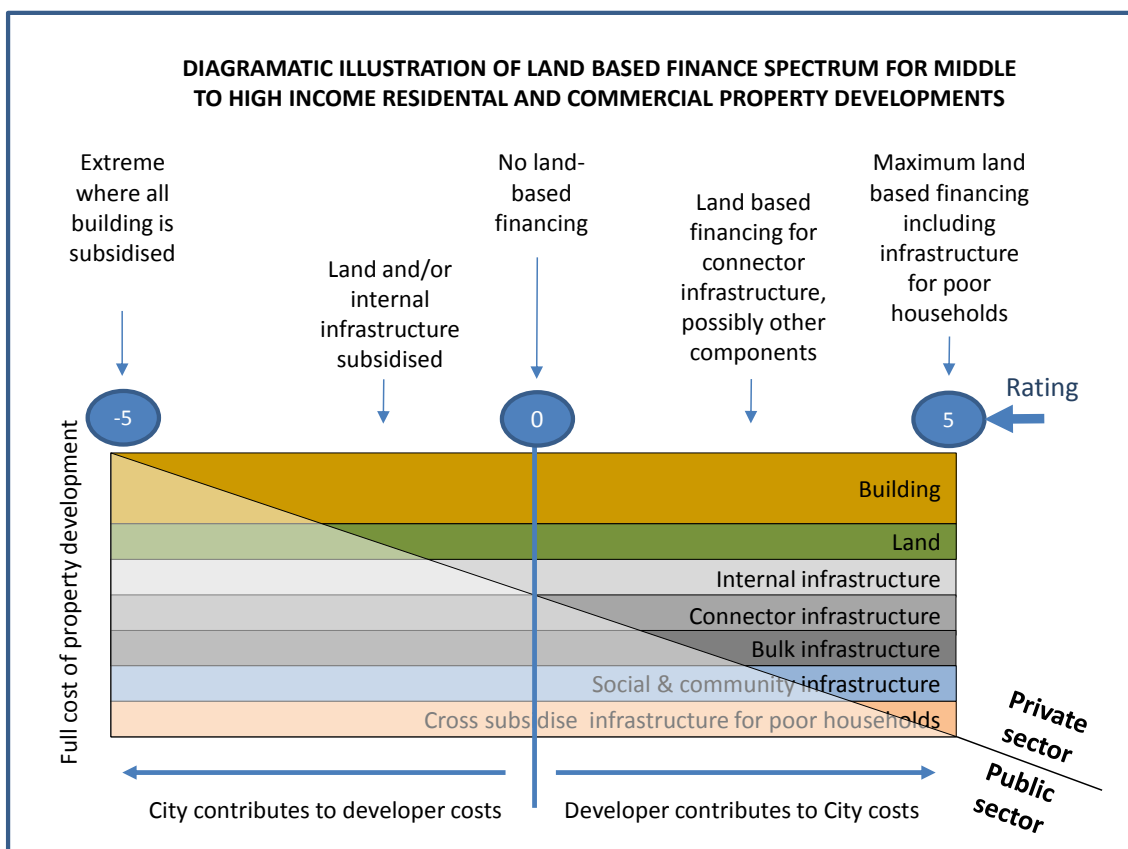 DIAGRAMATIC ILLUSTRATION OF LAND BASED FINANCE SPECTRUM FOR MIDDLE
TO HIGH INCOME RESIDENTAL AND COMMERCIAL PROPERTY DEVELOPMENTS
Extreme
where all
building is
subsidised
Land and/or
internal
infrastructure
subsidised
No land-
based
financing
Land based
financing for
connector
infrastructure,
possibly other
components
Maximum land
based financing
including
infrastructure
for poor
households
Rating
-5
0
5
Full cost of property development
Building
Land
Internal infrastructure
Connector infrastructure
Bulk infrastructure
Social & community infrastructure
Cross subsidise infrastructure for poor households
Private
sector
Public
sector
City contributes to developer costs
Developer contributes to City costs